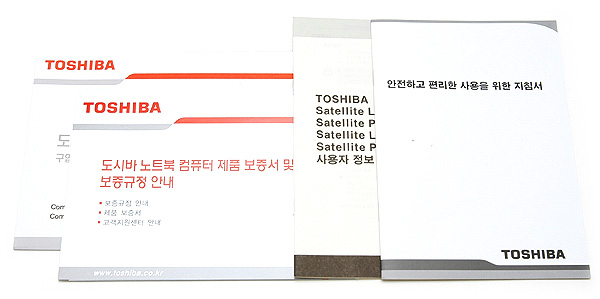 TOSHIBA
도
구입
Com
Com
TOSHIBA
도시바 노트북 컴퓨터 제품 보증서 및
보증규정 안내
• 보증규정 안내
• 제품 보증서
• 고객지원센터 안내
www.toshiba.co.kr
TOSHIBA
Satellite L
Satellite P
Satellite L
Satellite P
사용자 정보
안전하고 편리한 사용을 위한 지침서
TOSHIBA